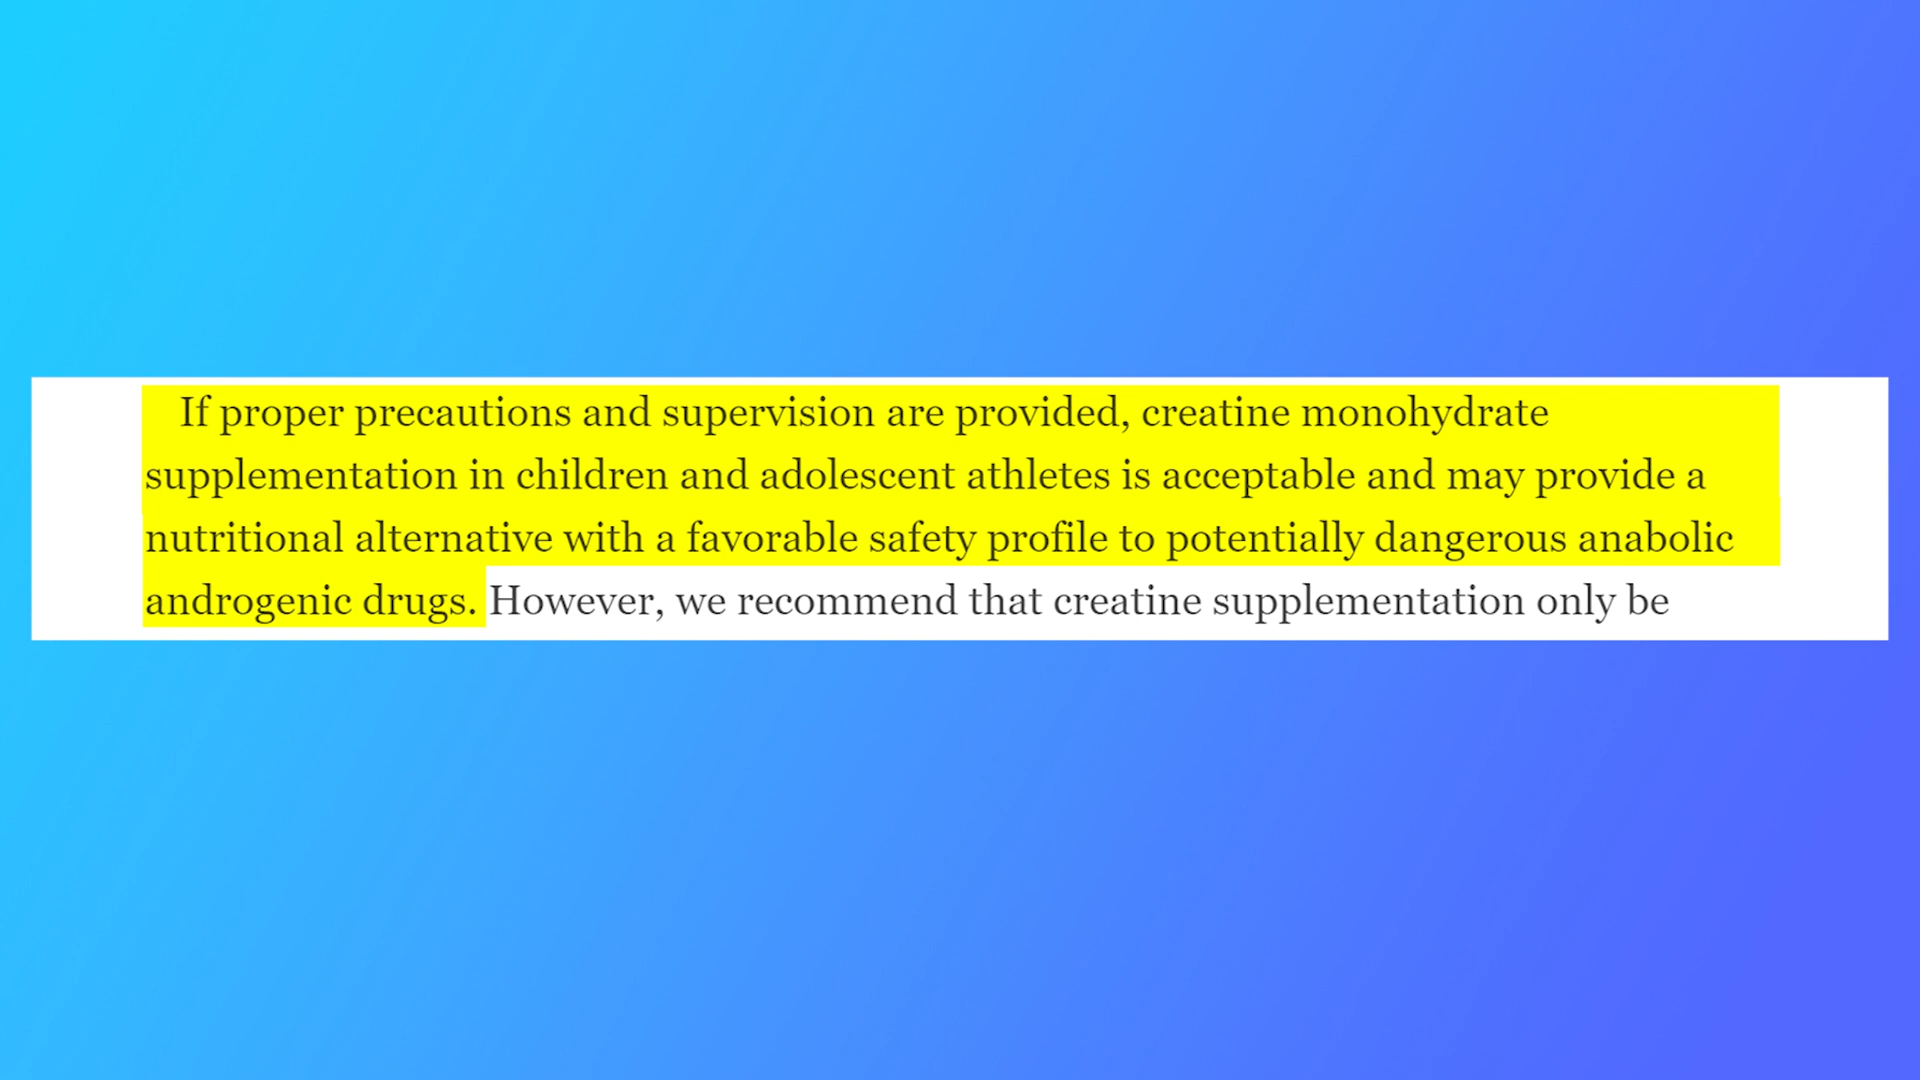 If proper precautions and supervision are provided, creatine monohydrate
supplementation in children and adolescent athletes is acceptable and may provide a
nutritional alternative with a favorable safety profile to potentially dangerous anabolic
androgenic drugs. However, we recommend that creatine supplementation only be